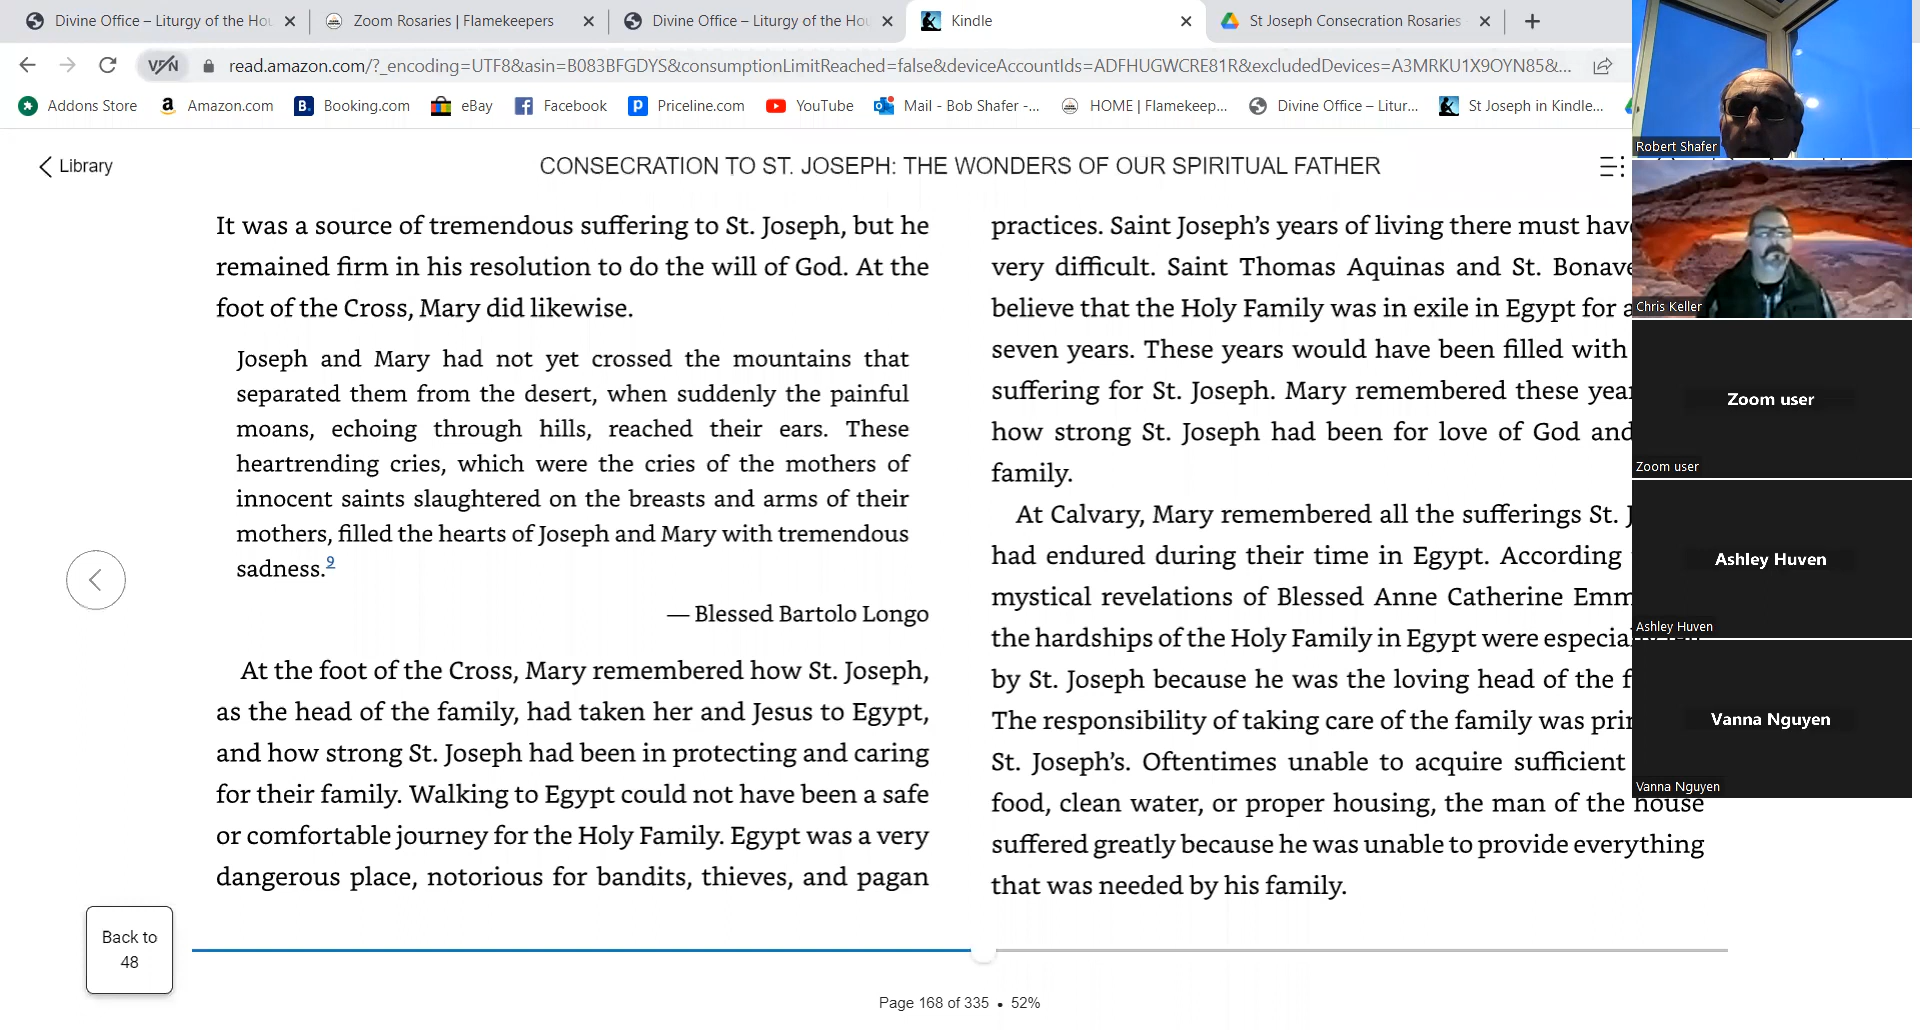 Divine Office – Liturgy of the Hou
Zoom Rosaries | Flamekeepers
Divine Office – Liturgy of the Hou
Kindle
St Joseph Consecration Rosaries
VPN
read.amazon.com/?_encoding=UTF8&asin=B083BFGDYS&consumptionLimitReached=false&deviceAccountIds=ADFHUGWCRE81R&excludedDevices=A3MRKU1X9OYN85&...
Addons Store
Amazon.com
Booking.com
eBay
Facebook
Priceline.com
YouTube
Mail - Bob Shafer -...
HOME | Flamekeep...
Divine Office – Litur...
St Joseph in Kindle...
Library
CONSECRATION TO ST. JOSEPH: THE WONDERS OF OUR SPIRITUAL FATHER
It was a source of tremendous suffering to St. Joseph, but he
remained firm in his resolution to do the will of God. At the
foot of the Cross, Mary did likewise.
Joseph and Mary had not yet crossed the mountains that
separated them from the desert, when suddenly the painful
moans, echoing through hills, reached their ears. These
heartrending cries, which were the cries of the mothers of
innocent saints slaughtered on the breasts and arms of their
mothers, filled the hearts of Joseph and Mary with tremendous
sadness.9
— Blessed Bartolo Longo
At the foot of the Cross, Mary remembered how St. Joseph,
as the head of the family, had taken her and Jesus to Egypt,
and how strong St. Joseph had been in protecting and caring
for their family. Walking to Egypt could not have been a safe
or comfortable journey for the Holy Family. Egypt was a very
dangerous place, notorious for bandits, thieves, and pagan
practices. Saint Joseph's years of living there must hav
very difficult. Saint Thomas Aquinas and St. Bonave
believe that the Holy Family was in exile in Egypt for a
seven years. These years would have been filled with
suffering for St. Joseph. Mary remembered these yea
how strong St. Joseph had been for love of God and
family.
At Calvary, Mary remembered all the sufferings St. J
had endured during their time in Egypt. According
mystical revelations of Blessed Anne Catherine Emm
the hardships of the Holy Family in Egypt were especia
by St. Joseph because he was the loving head of the f
The responsibility of taking care of the family was prin
St. Joseph's. Oftentimes unable to acquire sufficient
food, clean water, or proper housing, the man of the house
suffered greatly because he was unable to provide everything
that was needed by his family.
Back to
48
Page 168 of 335 • 52%
Robert Shafer
Chris Keller
Zoom user
Zoom user
Ashley Huven
Ashley Huven
Vanna Nguyen
Vanna Nguyen